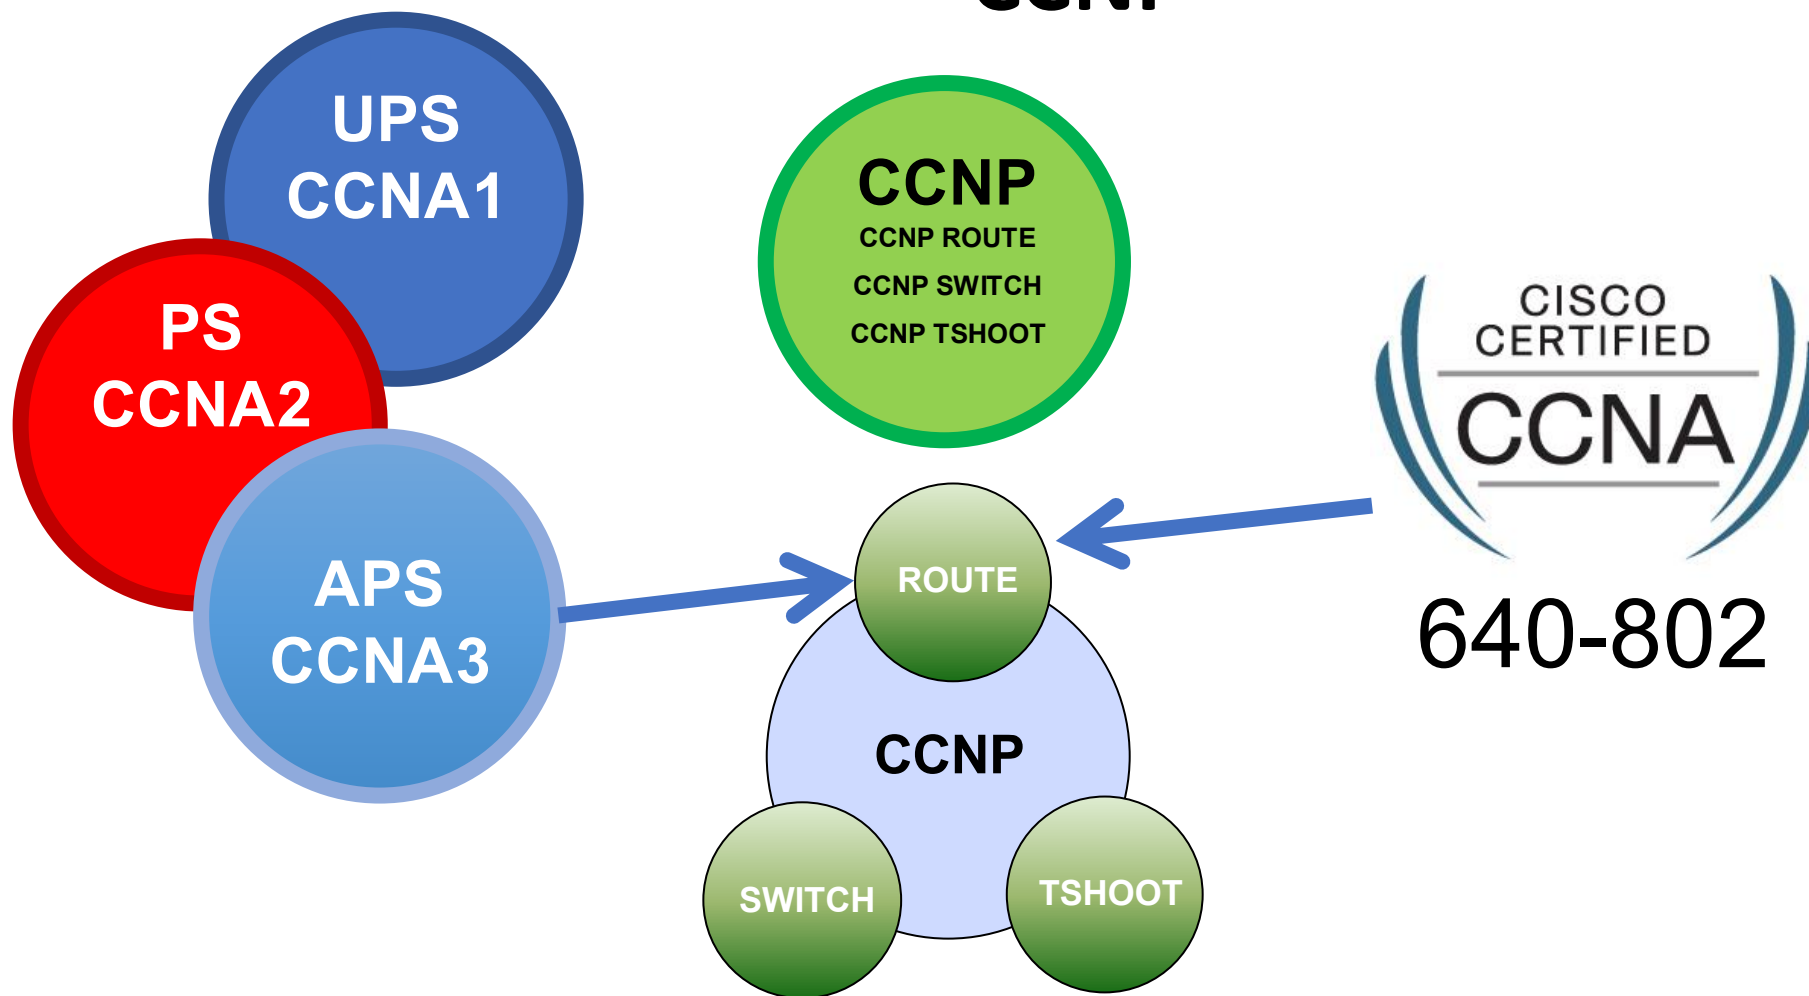 CCNP
UPS
CCNA1
PS
CCNA2
APS
CCNA3
CCNP
CCNP ROUTE
CCNP SWITCH
CCNP TSHOOT
ROUTE
CCNP
SWITCH
TSHOOT
CISCO
CERTIFIED
CCNA
640-802